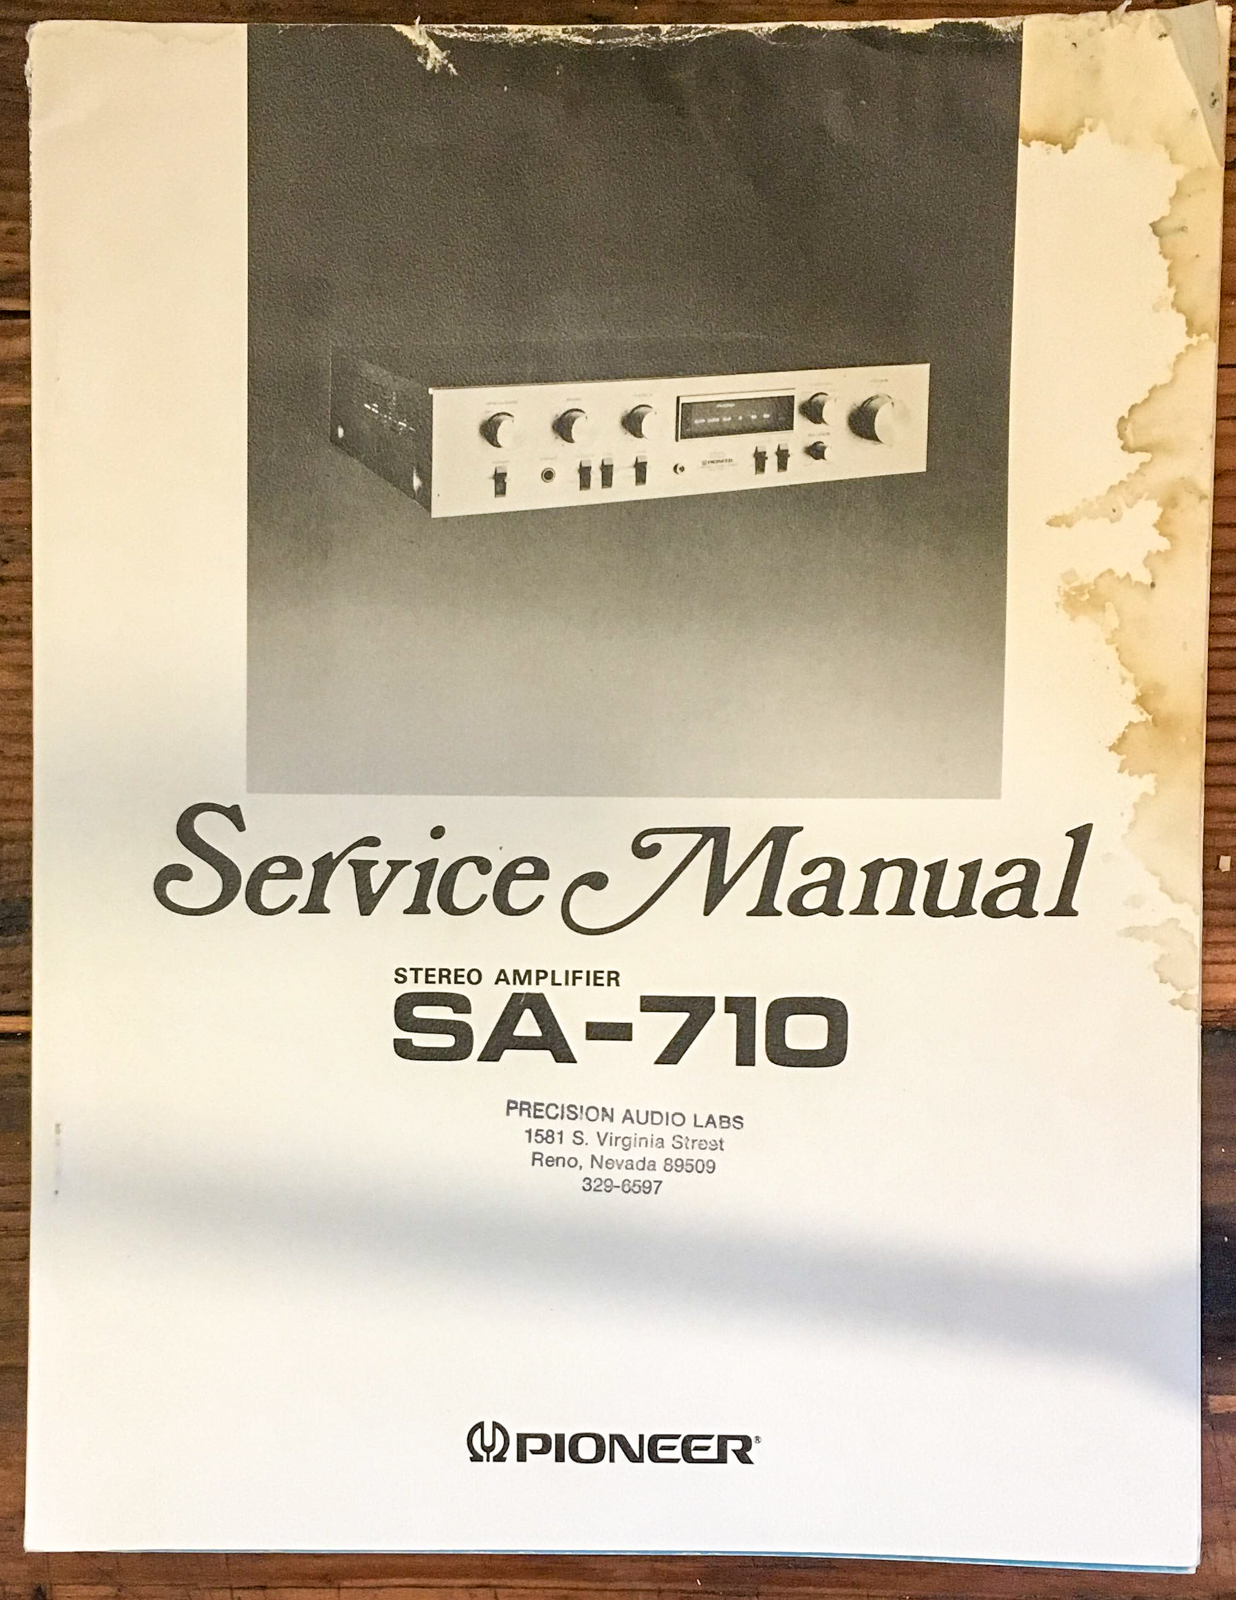 Service Manual
STEREO AMPLIFIER
SA-710
PRECISION AUDIO LABS
1581 S. Virginia Street
Reno, Nevada 89509
329-6597
PIONEER®